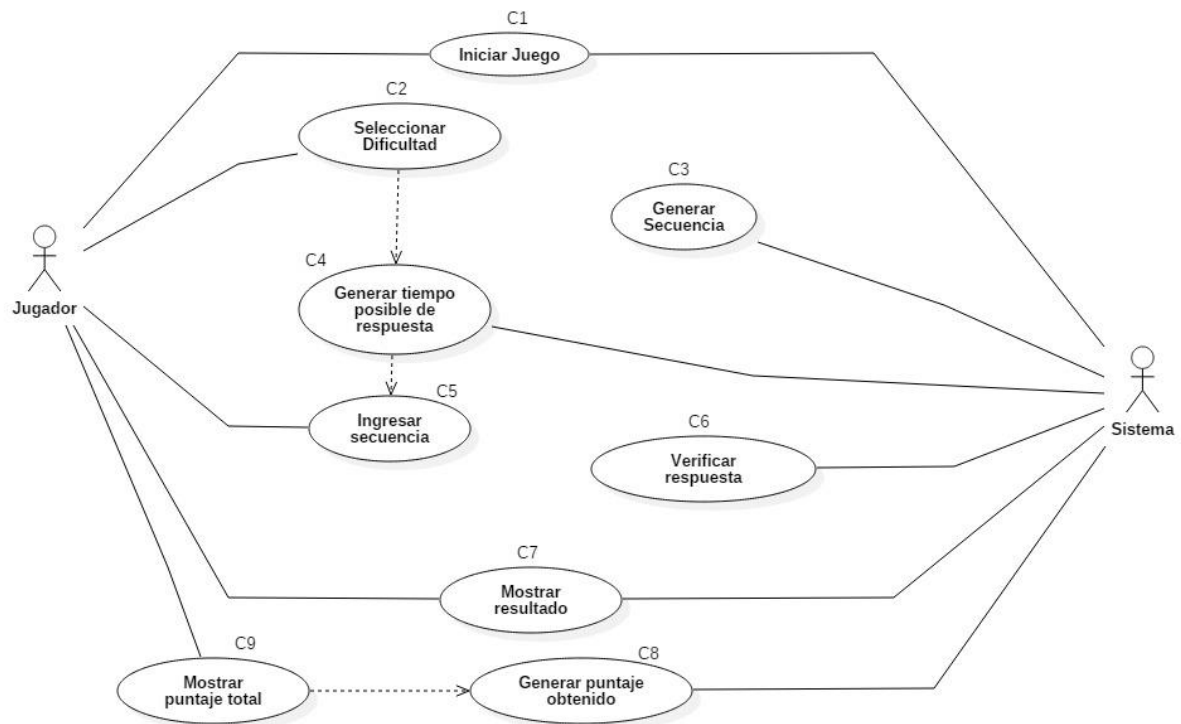 C1
Iniciar Juego
C2
Seleccionar
Dificultad
C3
Generar
Secuencia
Jugador
C4
Generar tiempo
posible de
respuesta
C5
Ingresar
secuencia
C6
Verificar
respuesta
Sistema
C7
Mostrar
resultado
C9
Mostrar
puntaje total
C8
Generar puntaje
obtenido